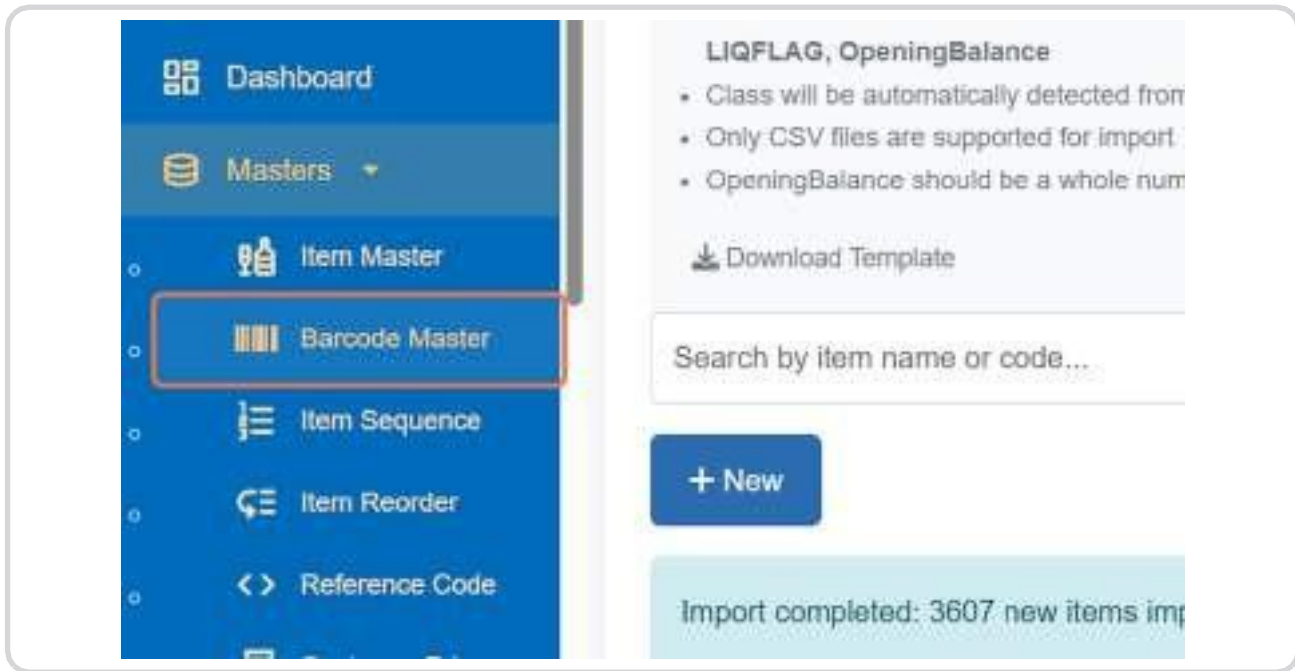 Dashboard
Masters
Item Master
Barcode Master
Item Sequence
Item Reorder
Reference Code
LIQFLAG, OpeningBalance
• Class will be automatically detected from
• Only CSV files are supported for import
• OpeningBalance should be a whole num
Download Template
Search by item name or code...
+ New
Import completed: 3607 new items imp